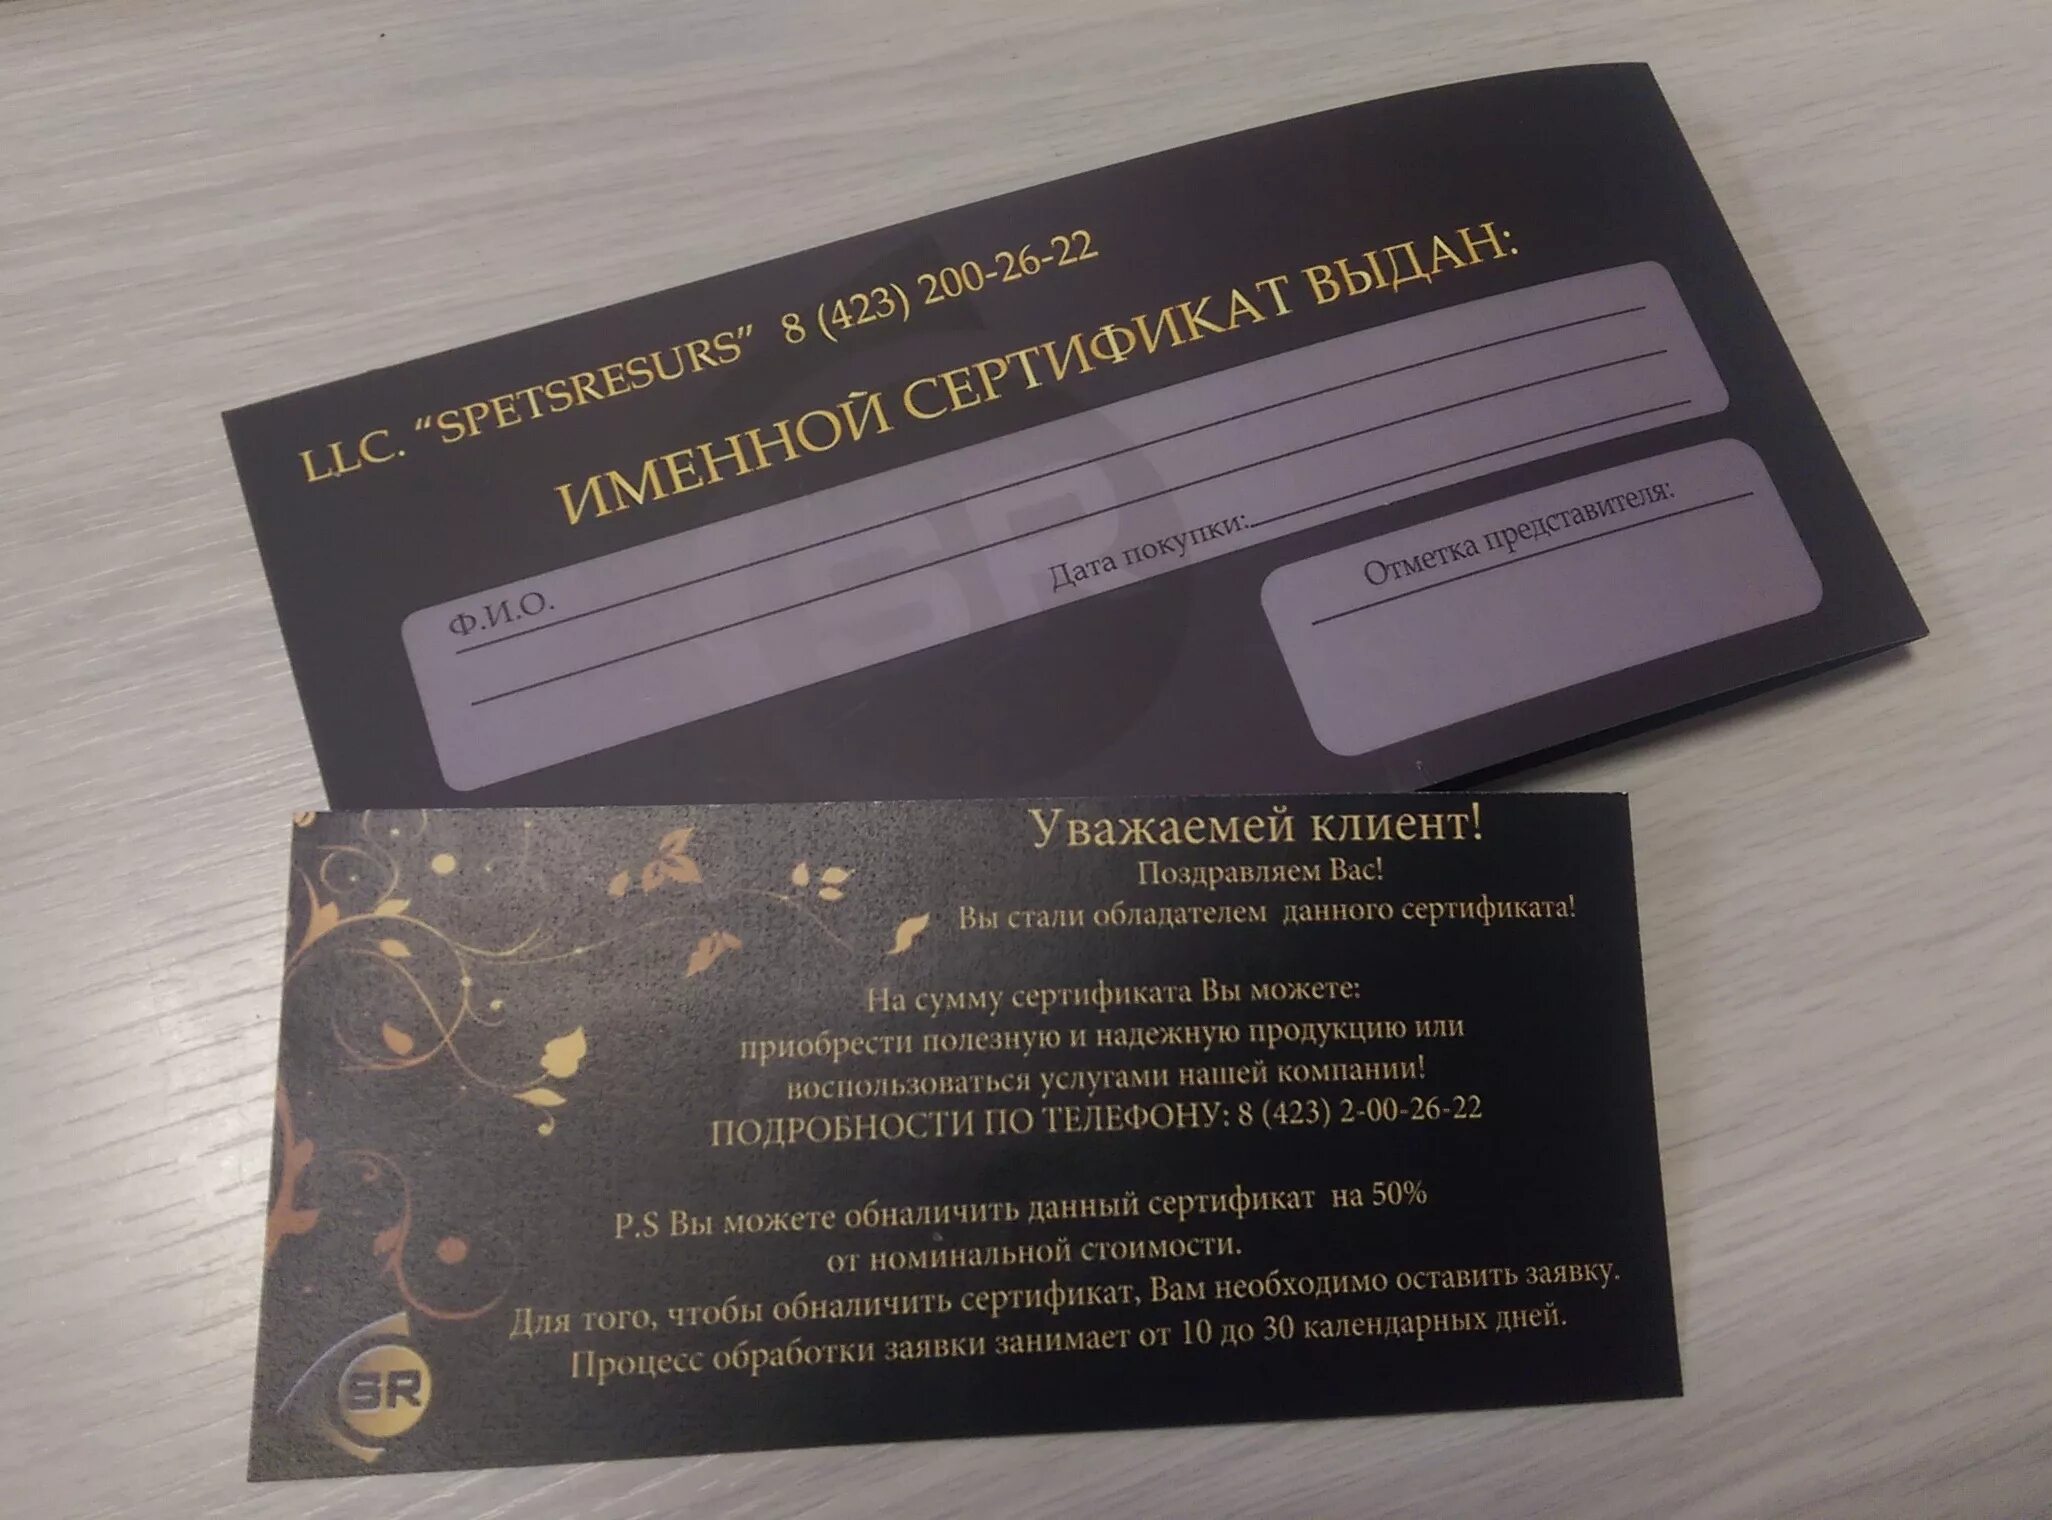 LLC. “SPETSRESURS” 8 (423) 200-26-22
ИМЕННОЙ СЕРТИФИКАТ ВЫДАН:
Ф.И.О.
Дата покупки:
Отметка представителя:
SR
Уважаемей клиент!
Поздравляем Вас!
Вы стали обладателем данного сертификата!
На сумму сертификата Вы можете:
приобрести полезную и надежную продукцию или
воспользоваться услугами нашей компании!
ПОДРОБНОСТИ ПО ТЕЛЕФОНУ: 8 (423) 2-00-26-22
P.S Вы можете обналичить данный сертификат на 50%
от номинальной стоимости.
Для того, чтобы обналичить сертификат, Вам необходимо оставить заявку.
Процесс обработки заявки занимает от 10 до 30 календарных дней.
SR